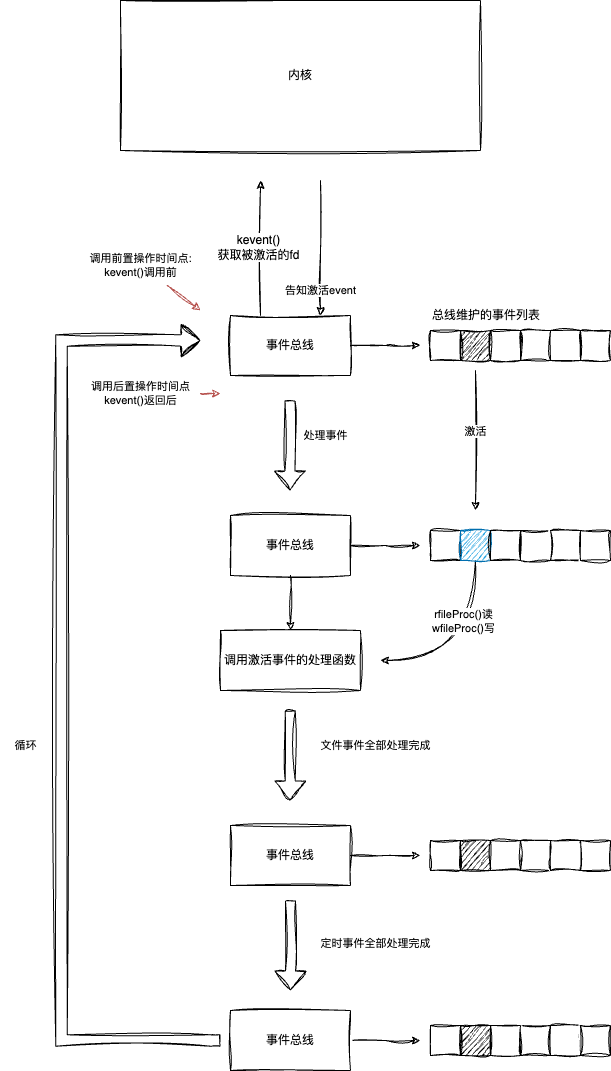 内核
kevent()
获取被激活的fd
调用前置操作时间点:
kevent()调用前
告知激活event
总线维护的事件列表
事件总线
调用后置操作时间点
kevent()返回后
处理事件
激活
事件总线
rfileProc()读
wfileProc()写
调用激活事件的处理函数
循环
文件事件全部处理完成
事件总线
定时事件全部处理完成
事件总线